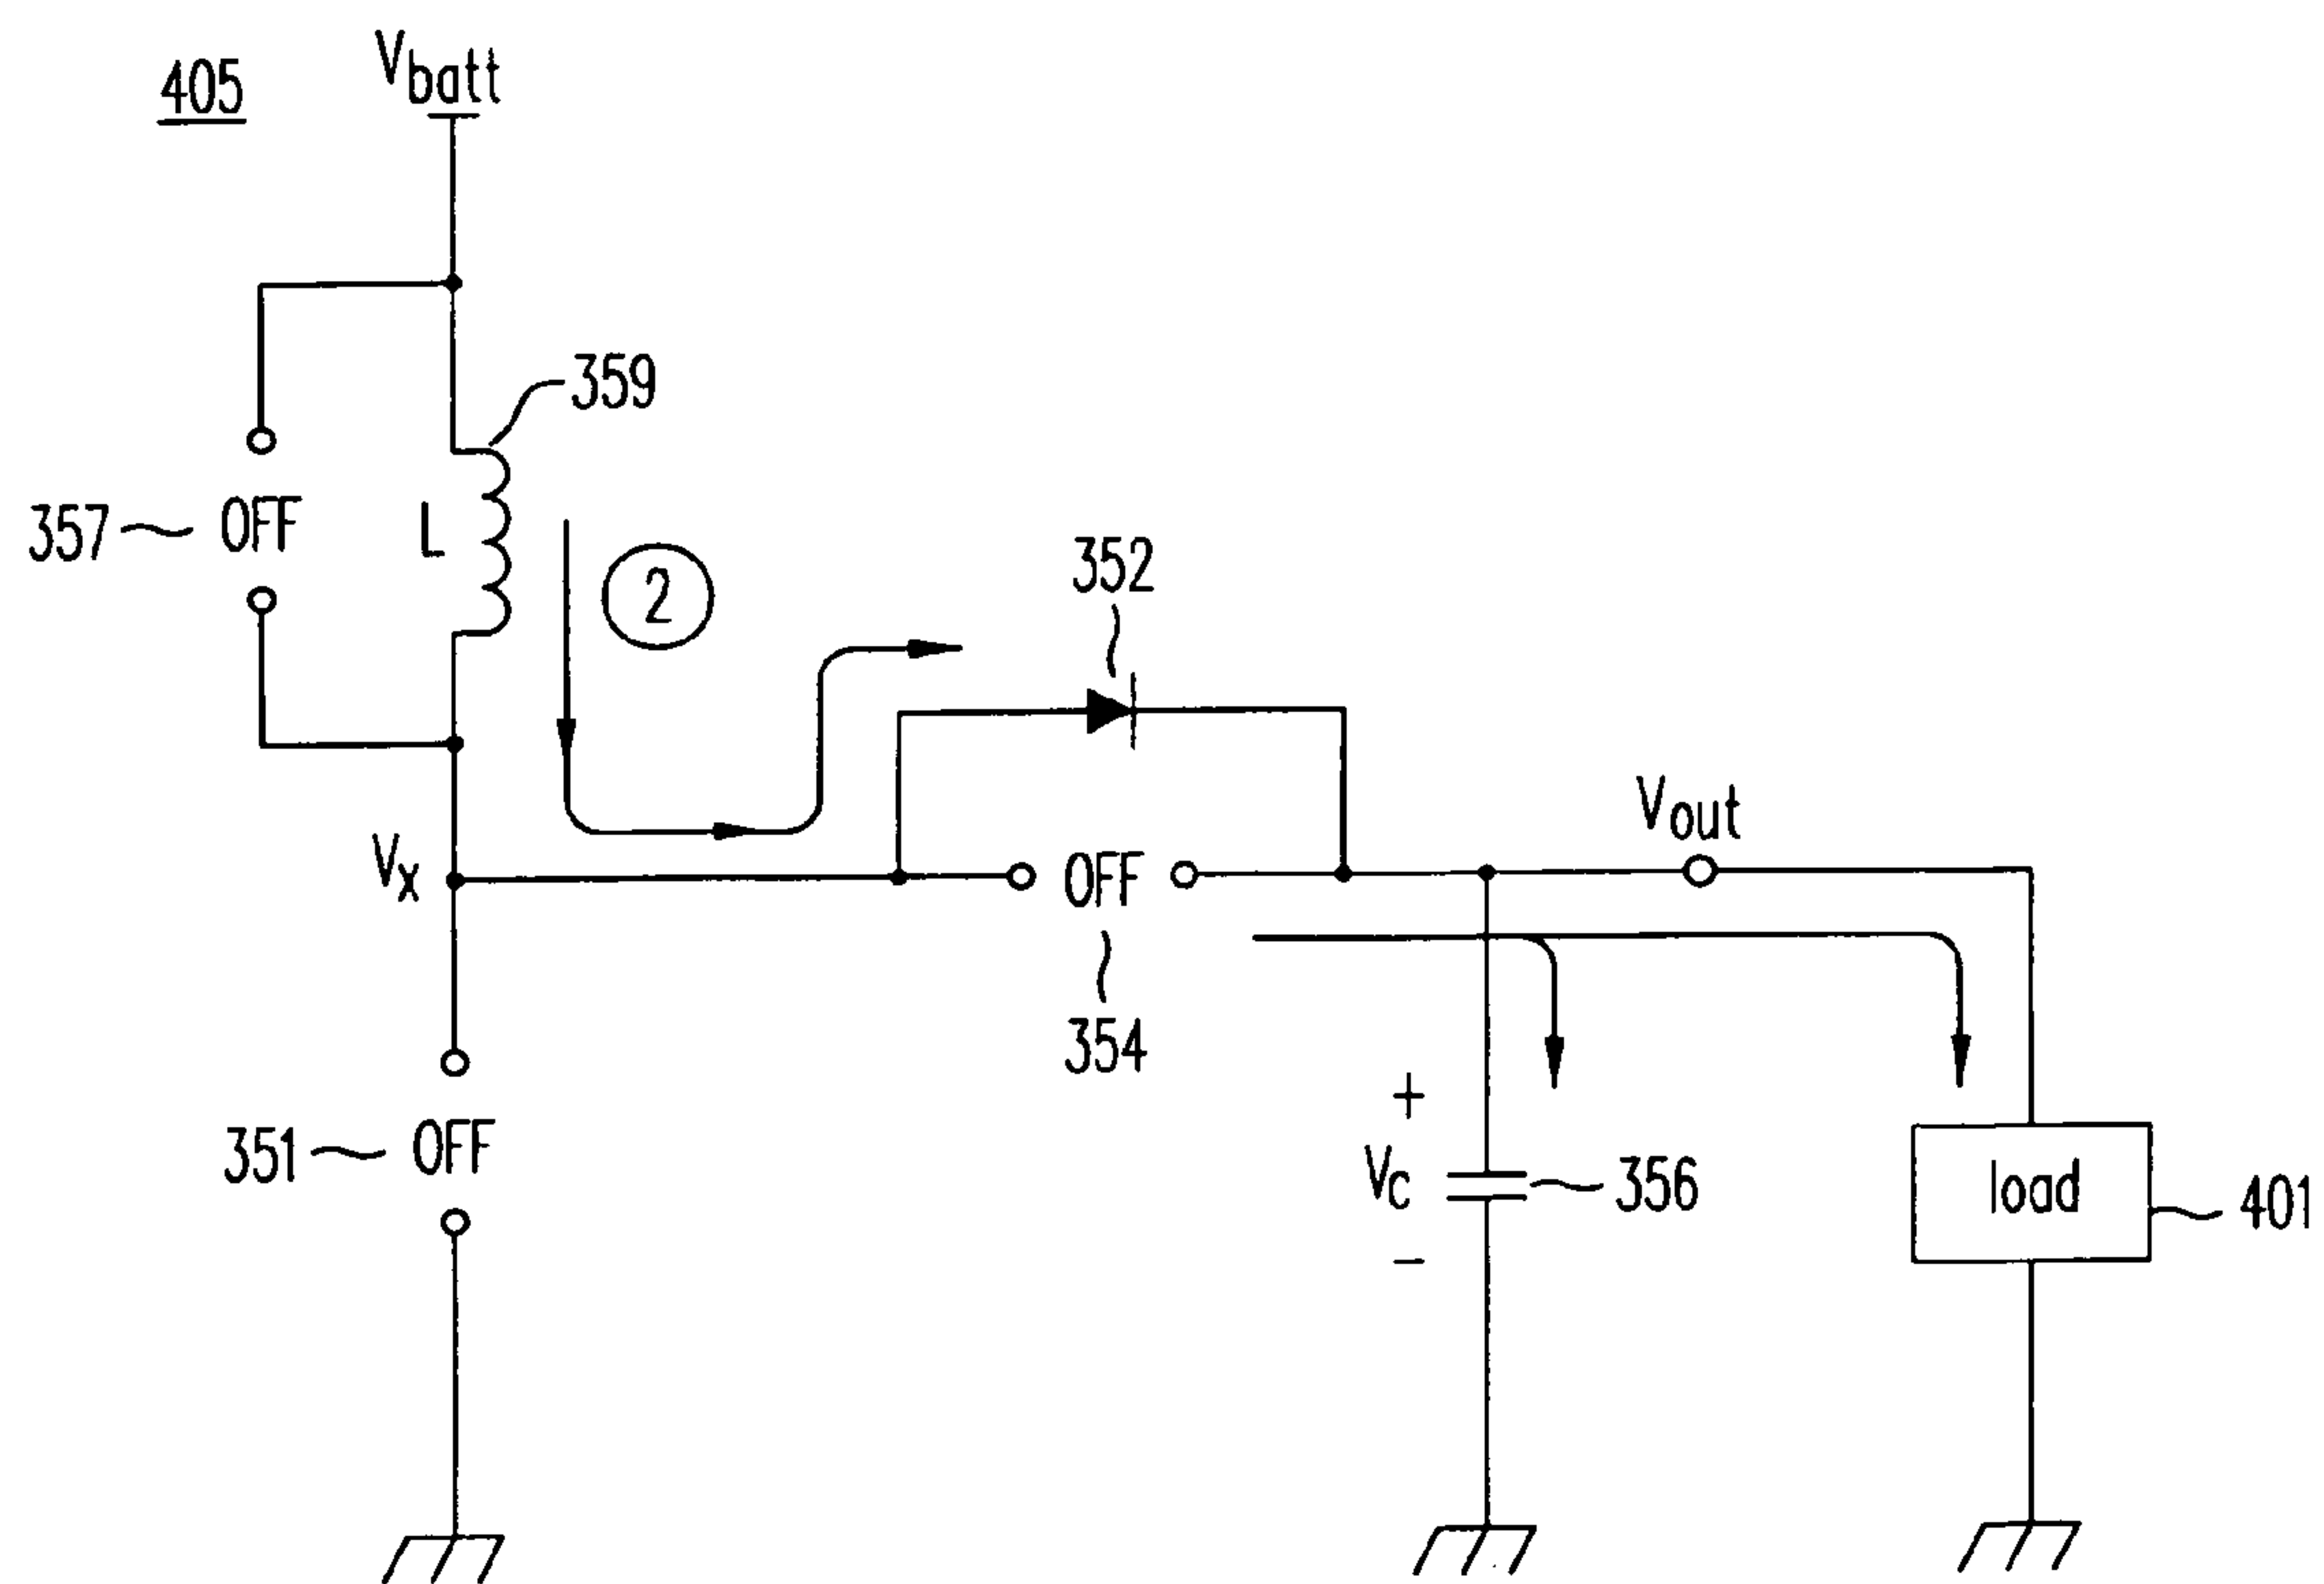 405
Vbatt
359
357
OFF
L
2
352
Vx
OFF
Vout
354
351
OFF
+
Vc
−
356
load
401